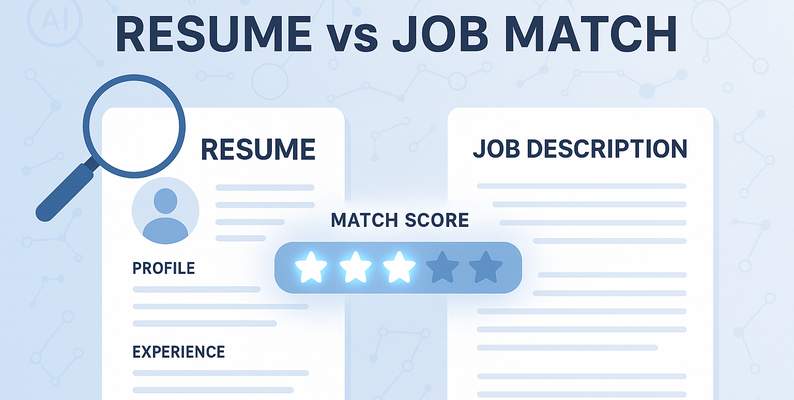 AI
RESUME vs JOB MATCH
RESUME
JOB DESCRIPTION
MATCH SCORE
PROFILE
EXPERIENCE